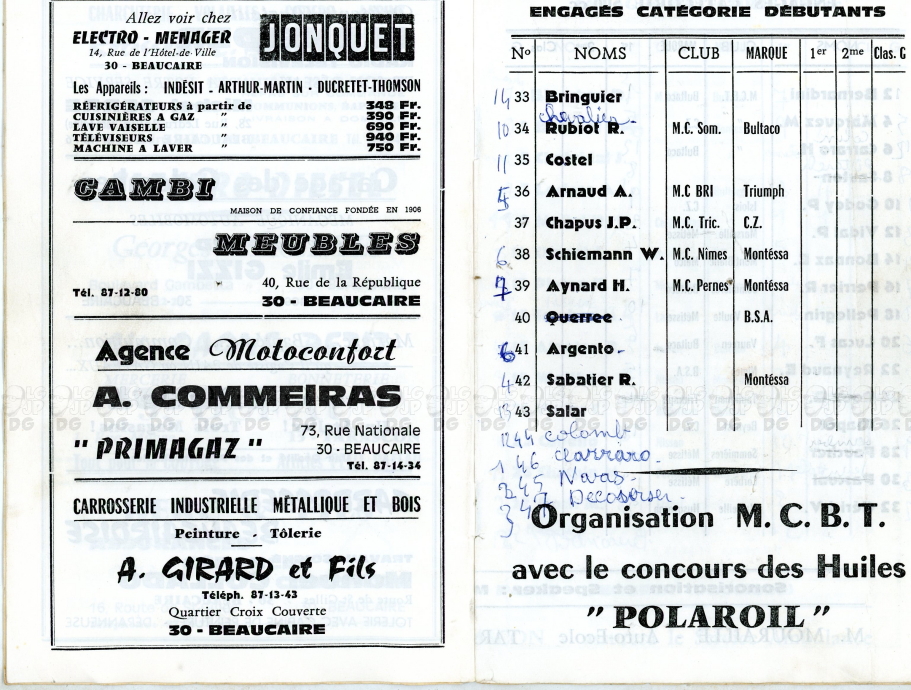 Allez voir chez
ELECTRO - MENAGER
14, Rue de l'Hôtel-de-Ville
30 - BEAUCAIRE
JONQUET
Les Appareils : INDÉSIT - ARTHUR-MARTIN - DUCRETET-THOMSON
RÉFRIGÉRATEURS à partir de 348 Fr.
CUISINIÈRES A GAZ " 390 Fr.
LAVE VAISELLE " 690 Fr.
TÉLÉVISEURS " 940 Fr.
MACHINE A LAVER " 750 Fr.
CAMBI
MAISON DE CONFIANCE FONDÉE EN 1906
MEUBLES
Tél. 87-12-80
40, Rue de la République
30 - BEAUCAIRE
Agence Motoconfort
A. COMMEIRAS
" PRIMAGAZ "
73, Rue Nationale
30 - BEAUCAIRE
Tél. 87-14-34
CARROSSERIE INDUSTRIELLE MÉTALLIQUE ET BOIS
Peinture - Tôlerie
A. GIRARD et Fils
Téléph. 87-13-43
Quartier Croix Couverte
30 - BEAUCAIRE
ENGAGÉS CATÉGORIE DÉBUTANTS
No NOMS CLUB MARQUE 1er 2me Clas. G
14 33 Bringuier
chevalier
10 34 Rubiot R. M.C. Som. Bultaco
11 35 Costel
36 Arnaud A. M.C BRI Triumph
37 Chapus J.P. M.C. Tric. C.Z.
6 38 Schiemann W. M.C. Nimes Montéssa
7 39 Aynard H. M.C. Pernes Montéssa
40 Querree B.S.A.
6 41 Argento
4 42 Sabatier R. Montéssa
13 43 Salar
12 44 colomb
1 46 clarraro
2 45 Navas
3 47
Organisation M. C. B. T.
avec le concours des Huiles
" POLAROIL "